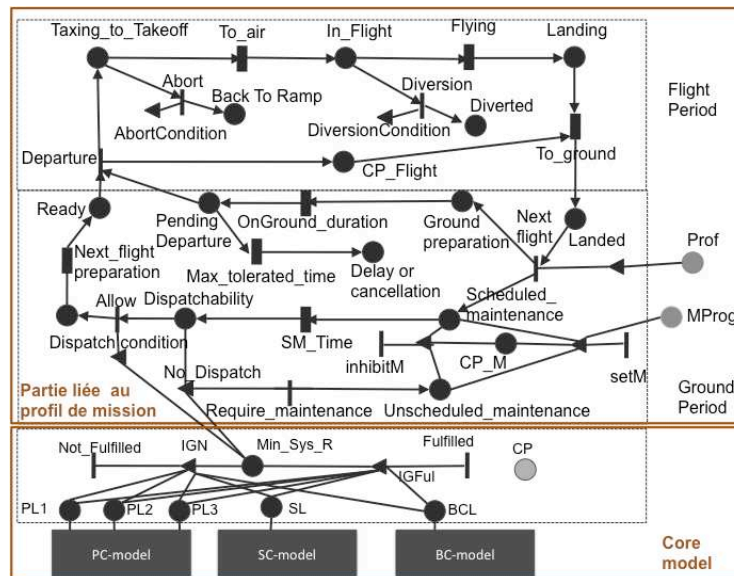 Taxing_to_Takeoff
To_air
In_Flight
Flying
Landing
Abort
Diversion
Back To Ramp
AbortCondition
DiversionCondition
Diverted
Flight
Period
Departure
CP_Flight
To_ground
Ready
Pending
Departure
OnGround_duration
Ground
preparation
Next
flight
Landed
Prof
Next_flight
preparation
Max_tolerated_time
Delay or
cancellation
Allow
Dispatchability
Scheduled_
maintenance
MProg
Dispatch_condition
SM_Time
inhibitM
CP_M
setM
No_Dispatch
Partie liée au
profil de mission
Require_maintenance
Unscheduled_maintenance
Ground
Period
Not_Fulfilled
IGN
Min_Sys_R
Fulfilled
CP
IGFul
PL1
PL2
PL3
SL
BCL
PC-model
SC-model
BC-model
Core
model